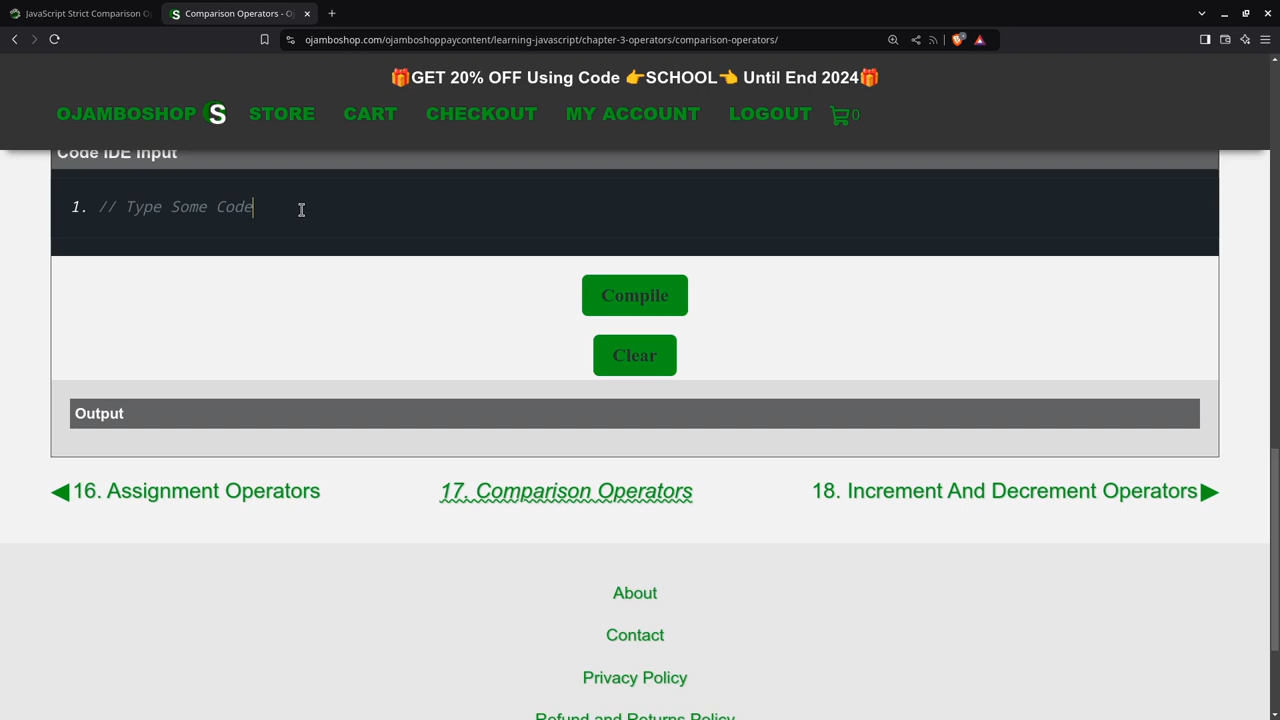 JavaScript Strict Comparison O
Comparison Operators - O
ojamboshop.com/ojamboshoppaycontent/learning-javascript/chapter-3-operators/comparison-operators/
🎁GET 20% OFF Using Code 👉SCHOOL👈 Until End 2024🎁
OJAMBOSHOP S STORE CART CHECKOUT MY ACCOUNT LOGOUT 0
Code IDE Input
1. // Type Some Code
Compile
Clear
Output
◀16. Assignment Operators 17. Comparison Operators 18. Increment And Decrement Operators▶
About
Contact
Privacy Policy
Refund and Returns Policy